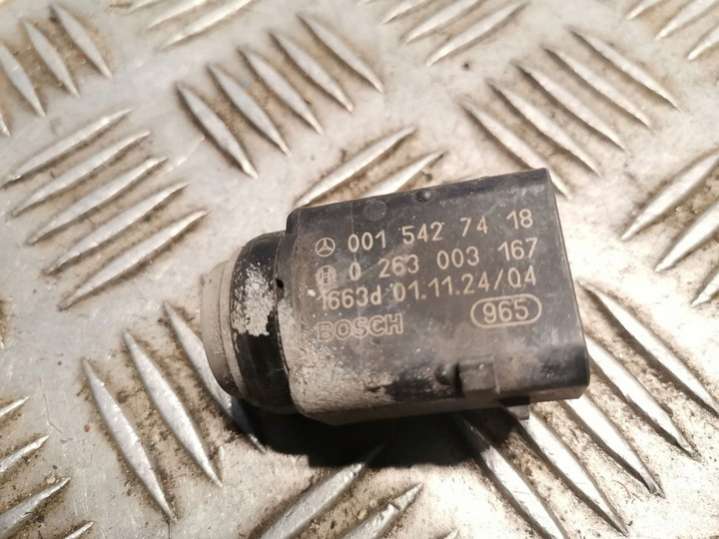 001 542 74 18
0 263 003 167
1663d 01.11.24/04
BOSCH 965